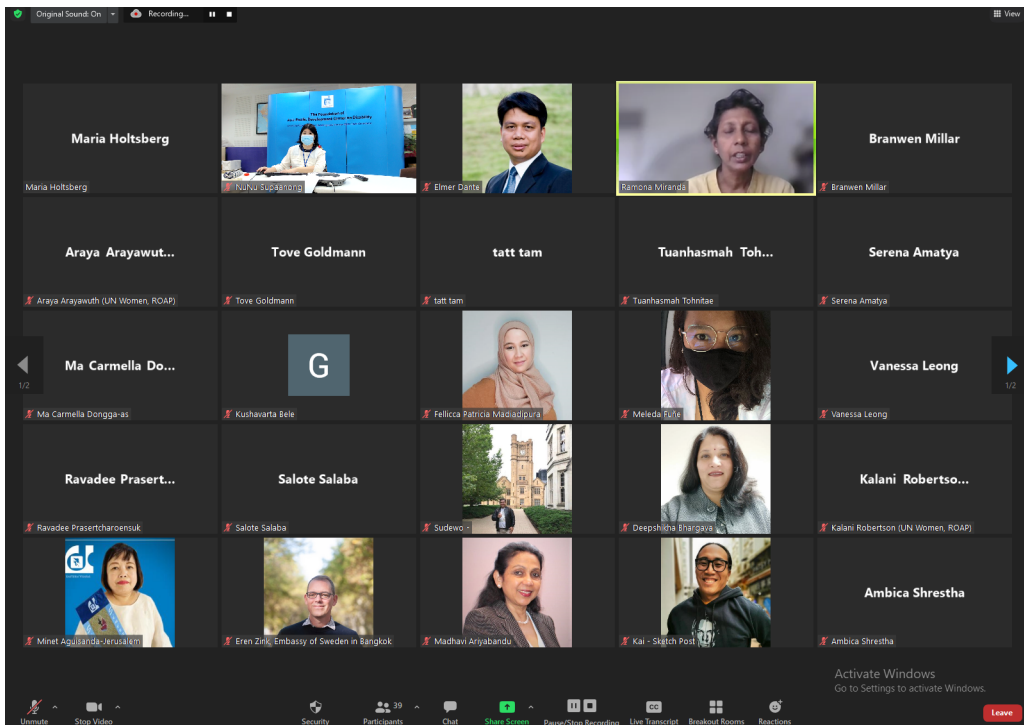 Original Sound: On
Recording...
View
Maria Holtsberg
Maria Holtsberg
NuNu Supaanong
Elmer Dante
Ramona Miranda
Branwen Millar
Branwen Millar
Araya Arayawut...
Araya Arayawuth (UN Women, ROAP)
Tove Goldmann
Tove Goldmann
tatt tam
tatt tam
Tuanhasmah Toh...
Tuanhasmah Tohnitae
Serena Amatya
Serena Amatya
1/2
Ma Carmella Do...
Ma Carmella Dongga-as
G
Kushavarta Bele
Fellicca Patricia Madiadipura
Meleda Fuñe
Vanessa Leong
Vanessa Leong
1/2
Ravadee Prasert...
Ravadee Prasertcharoensuk
Salote Salaba
Salote Salaba
Sudewo -
Deepshikha Bhargava
Kalani Robertso...
Kalani Robertson (UN Women, ROAP)
Minet Aguisanda-Jerusalem
Eren Zink, Embassy of Sweden in Bangkok
Madhavi Ariyabandu
Kai - Sketch Post
Ambica Shrestha
Ambica Shrestha
Activate Windows
Go to Settings to activate Windows.
Unmute
Stop Video
Security
39
Participants
Chat
Share Screen
Pause/Stop Recording
CC
Live Transcript
Breakout Rooms
Reactions
Leave